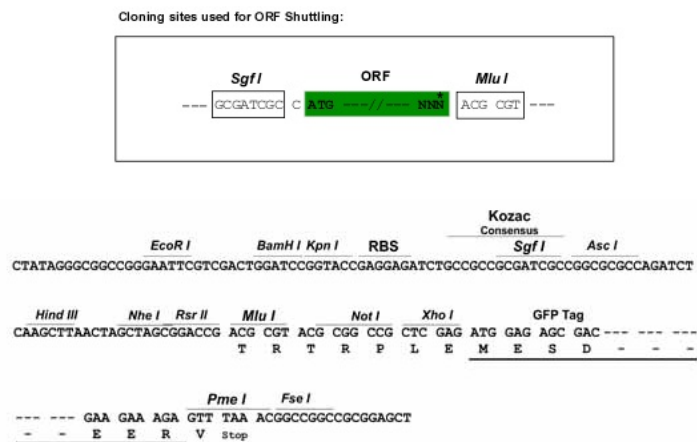 Cloning sites used for ORF Shuttling:
Sgf I ORF Mlu I
--- GCGATCGC C ATG ---//--- NNN* ACG CGT ---
Kozac
Consensus
EcoR I BamH I Kpn I RBS Sgf I Asc I
CTATAGGGCGGCCGGGAATTCGTCGACTGGATCCGGTACCGAGGAGATCTGCCGCCGCGATCGCCGGCGCGCCAGATCT
Hind III Nhe I Rsr II Mlu I Not I Xho I GFP Tag
CAAGCTTAACTAGCTAGCGGACCG ACG CGT ACG CGG CCG CTC GAG ATG GAG AGC GAC--- --- ---
T R T R P L E M E S D - - -
Pme I Fse I
--- --- GAA GAA AGA GTT TAA ACGGCCGGCCGCGGAGCT
- - E E R V Stop